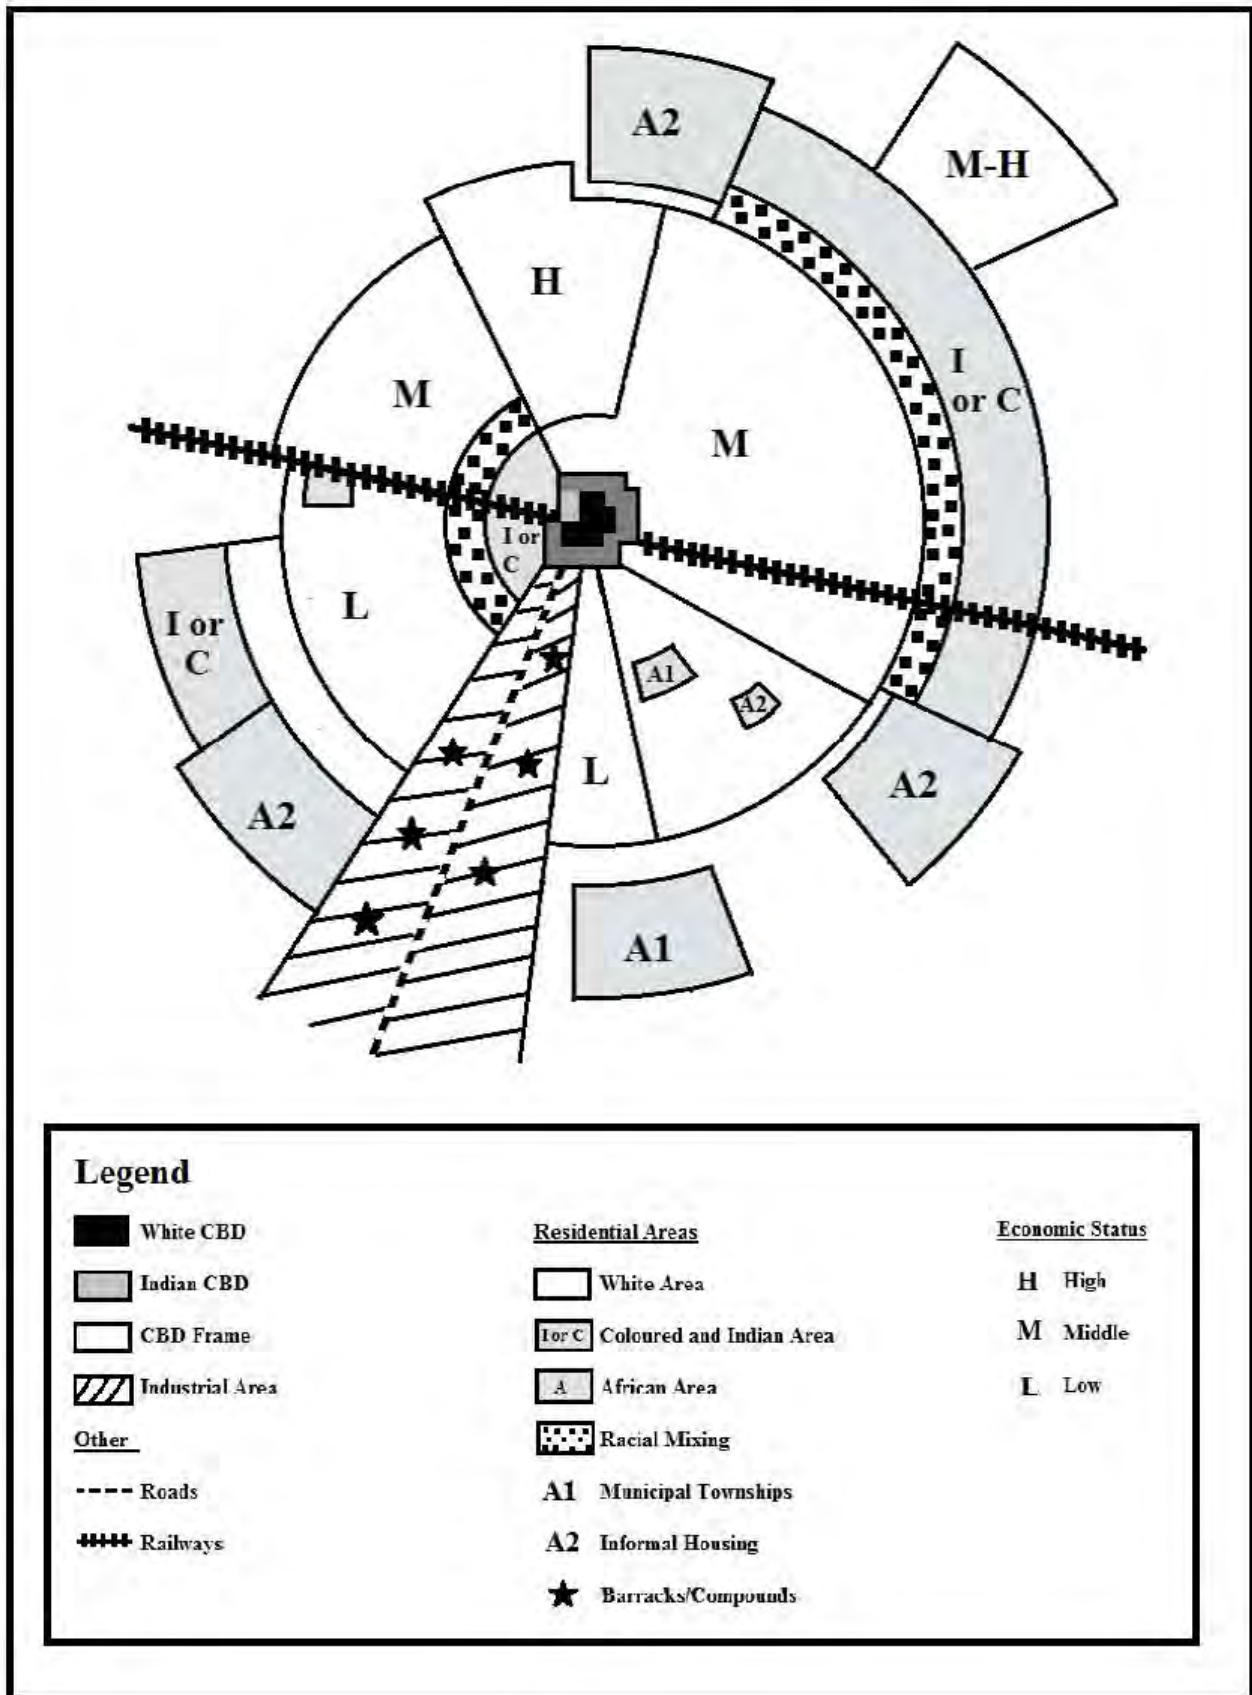 A2
M-H
H
I
or C
M
M
I or
C
L
I or
C
A1
A2
L
A2
A2
A1
Legend
White CBD
Indian CBD
CBD Frame
Industrial Area
Other
Roads
Railways
Residential Areas
White Area
I or C Coloured and Indian Area
A African Area
Racial Mixing
A1 Municipal Townships
A2 Informal Housing
Barracks/Compounds
Economic Status
H High
M Middle
L Low